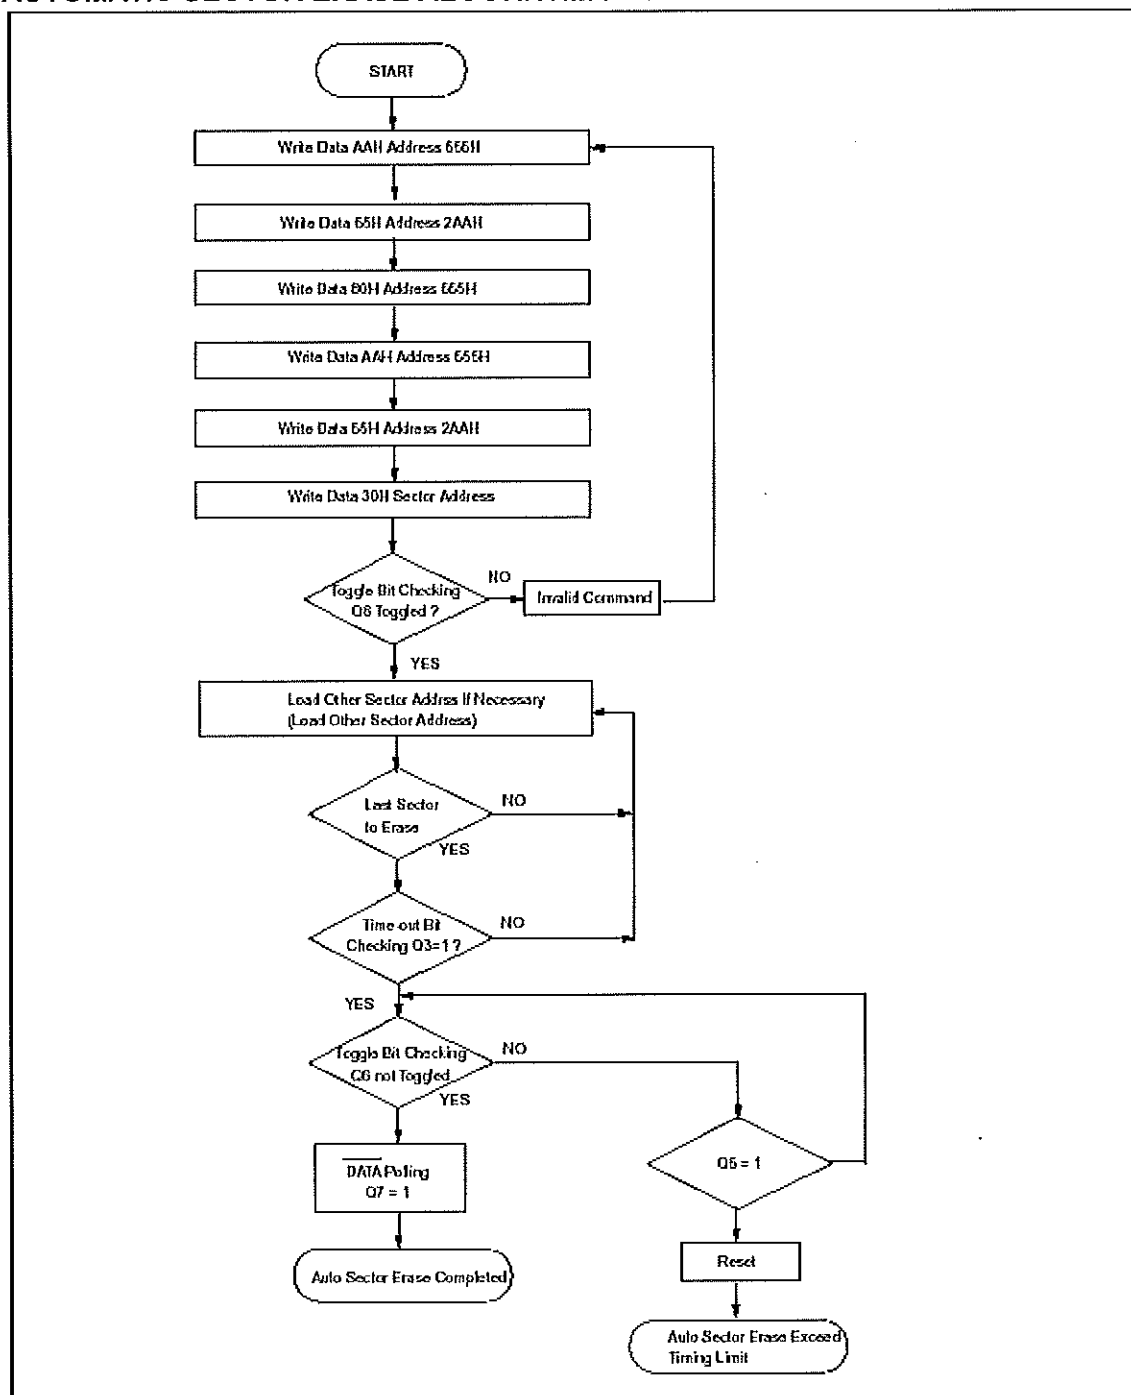 START
Write Data AAH Address 555H
Write Data 55H Address 2AAH
Write Data 80H Address 555H
Write Data AAH Address 555H
Write Data 55H Address 2AAH
Write Data 30H Sector Address
Toggle Bit Checking
Q6 Toggled ?
NO
Invalid Command
YES
Load Other Sector Addres If Necessary
(Load Other Sector Address)
Last Sector
to Erase
NO
YES
Time-out Bit
Checking Q3=1 ?
NO
YES
Toggle Bit Checking
Q6 not Toggled
NO
YES
Q5 = 1
DATA Polling
Q7 = 1
Reset
Auto Sector Erase Completed
Auto Sector Erase Exceed
Timing Limit